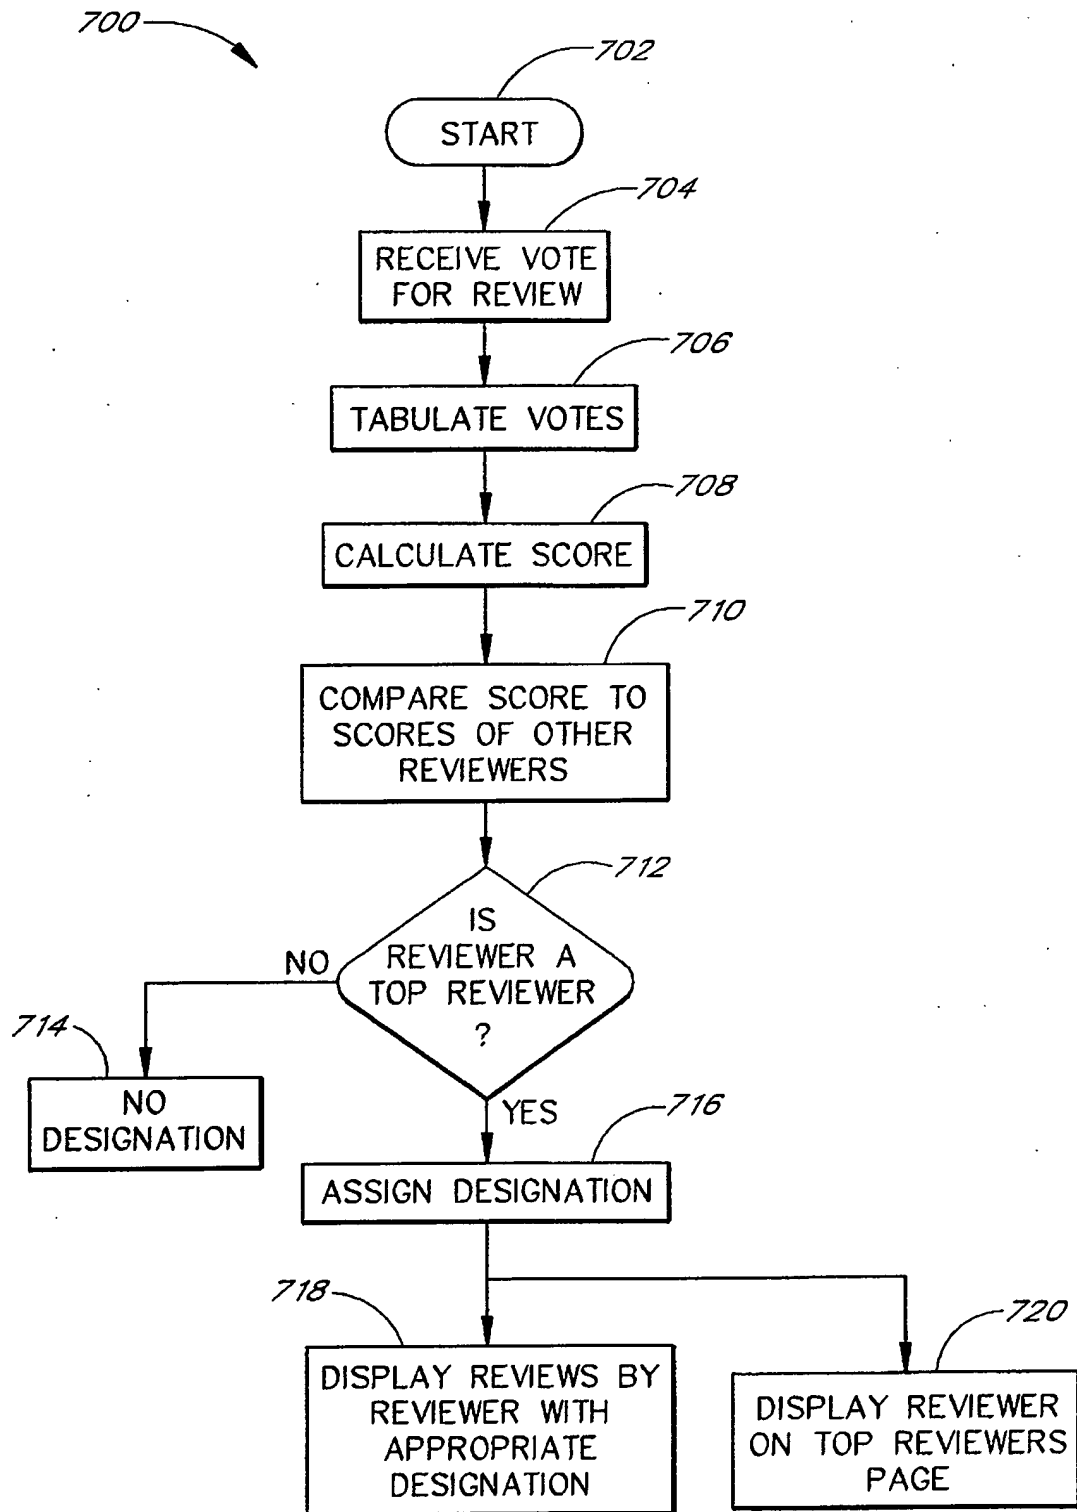 700
702
START
704
RECEIVE VOTE
FOR REVIEW
706
TABULATE VOTES
708
CALCULATE SCORE
710
COMPARE SCORE TO
SCORES OF OTHER
REVIEWERS
712
IS
REVIEWER A
TOP REVIEWER
?
NO
714
NO
DESIGNATION
YES
716
ASSIGN DESIGNATION
718
DISPLAY REVIEWS BY
REVIEWER WITH
APPROPRIATE
DESIGNATION
720
DISPLAY REVIEWER
ON TOP REVIEWERS
PAGE